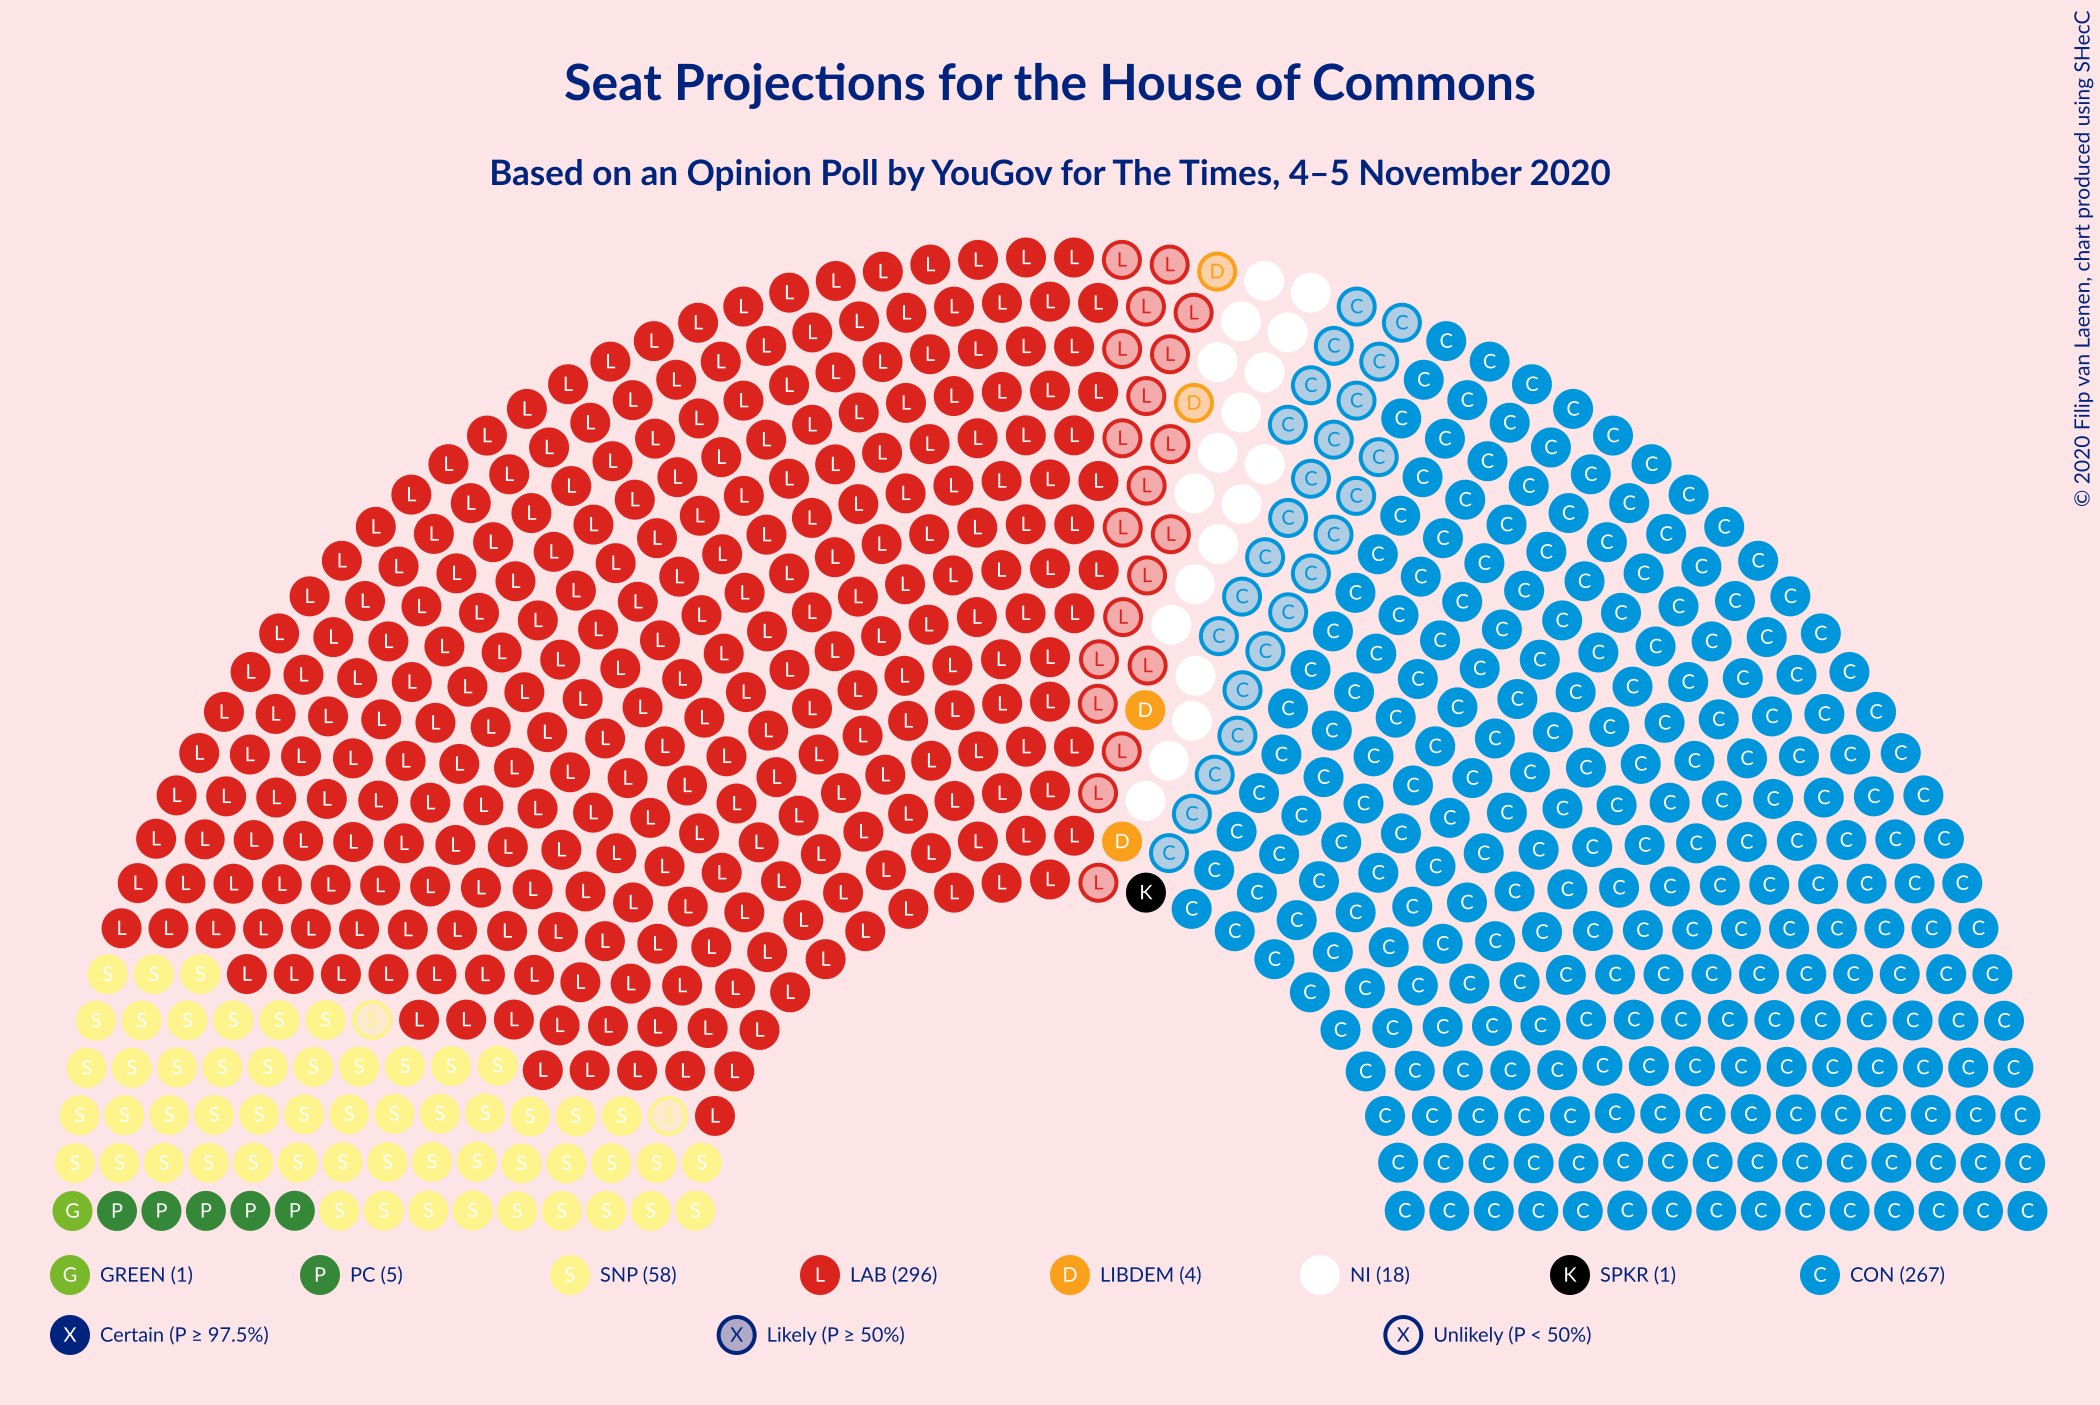 Seat Projections for the House of Commons
Based on an Opinion Poll by YouGov for The Times, 4–5 November 2020
© 2020 Filip van Laenen, chart produced using SHecC
G GREEN (1) P PC (5) S SNP (58) L LAB (296) D LIBDEM (4) NI (18) K SPKR (1) C CON (267)
X Certain (P ≥ 97.5%) X Likely (P ≥ 50%) X Unlikely (P < 50%)